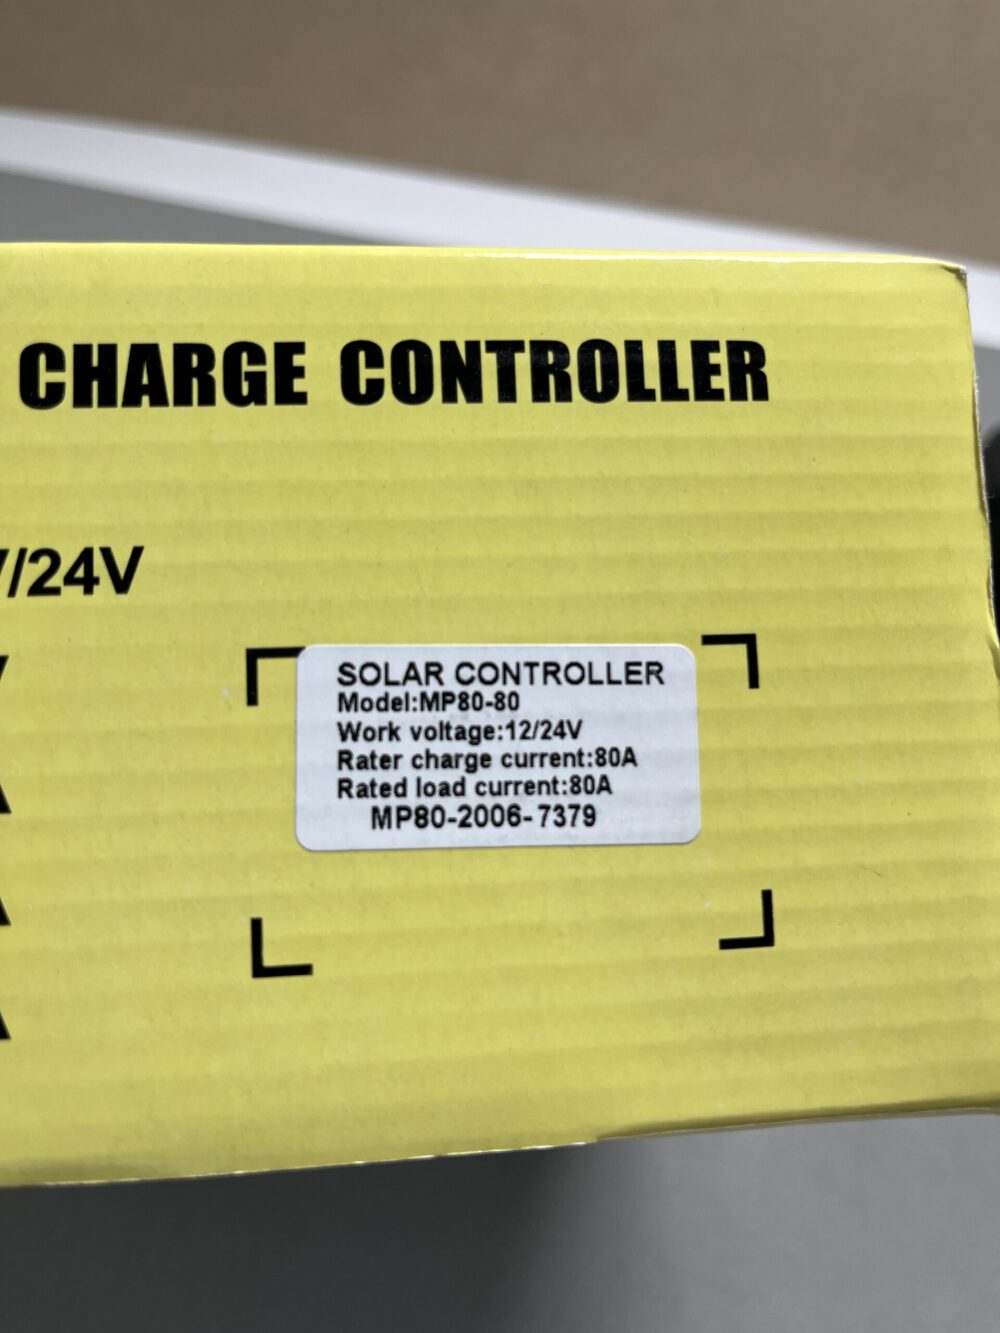 CHARGE CONTROLLER
/24V
SOLAR CONTROLLER
Model:MP80-80
Work voltage:12/24V
Rater charge current:80A
Rated load current:80A
MP80-2006-7379